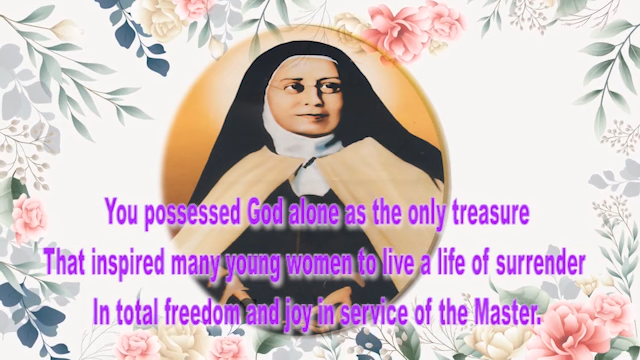 You possessed God alone as the only treasure
That inspired many young women to live a life of surrender
In total freedom and joy in service of the Master.